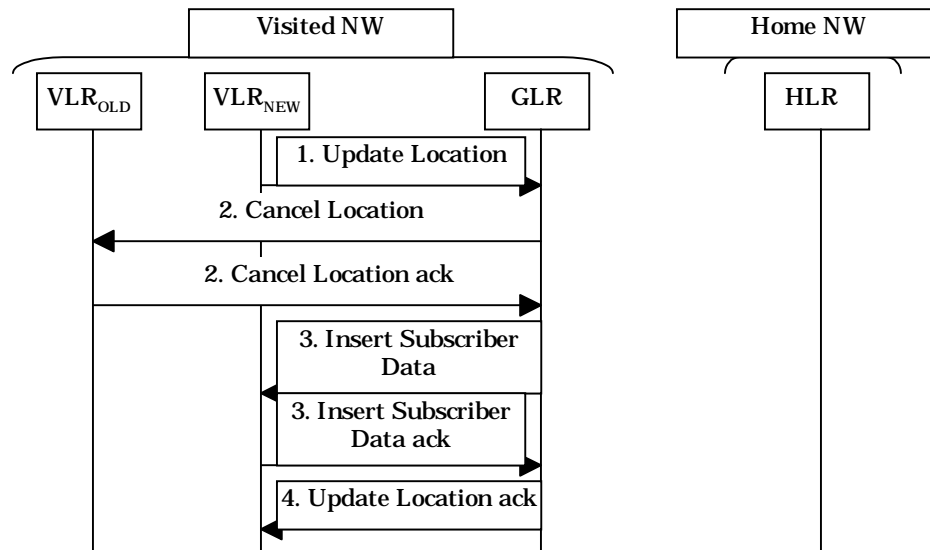 Visited NW
Home NW
VLR_OLD
VLR_NEW
GLR
HLR
1. Update Location
2. Cancel Location
2. Cancel Location ack
3. Insert Subscriber
Data
3. Insert Subscriber
Data ack
4. Update Location ack